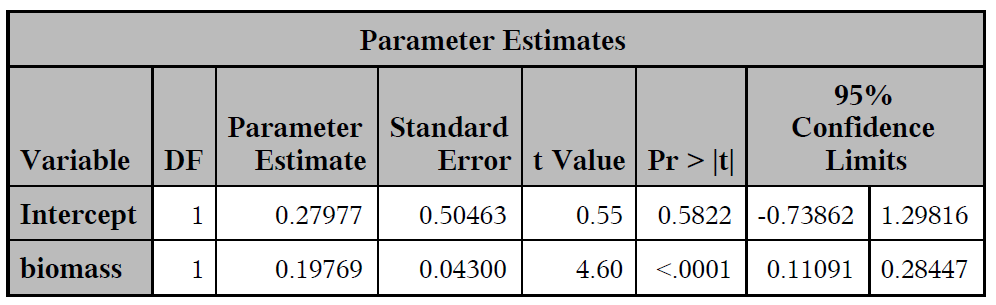 Parameter Estimates
Variable DF Parameter Estimate Standard Error t Value Pr > |t| 95% Confidence Limits
Intercept 1 0.27977 0.50463 0.55 0.5822 -0.73862 1.29816
biomass 1 0.19769 0.04300 4.60 <.0001 0.11091 0.28447